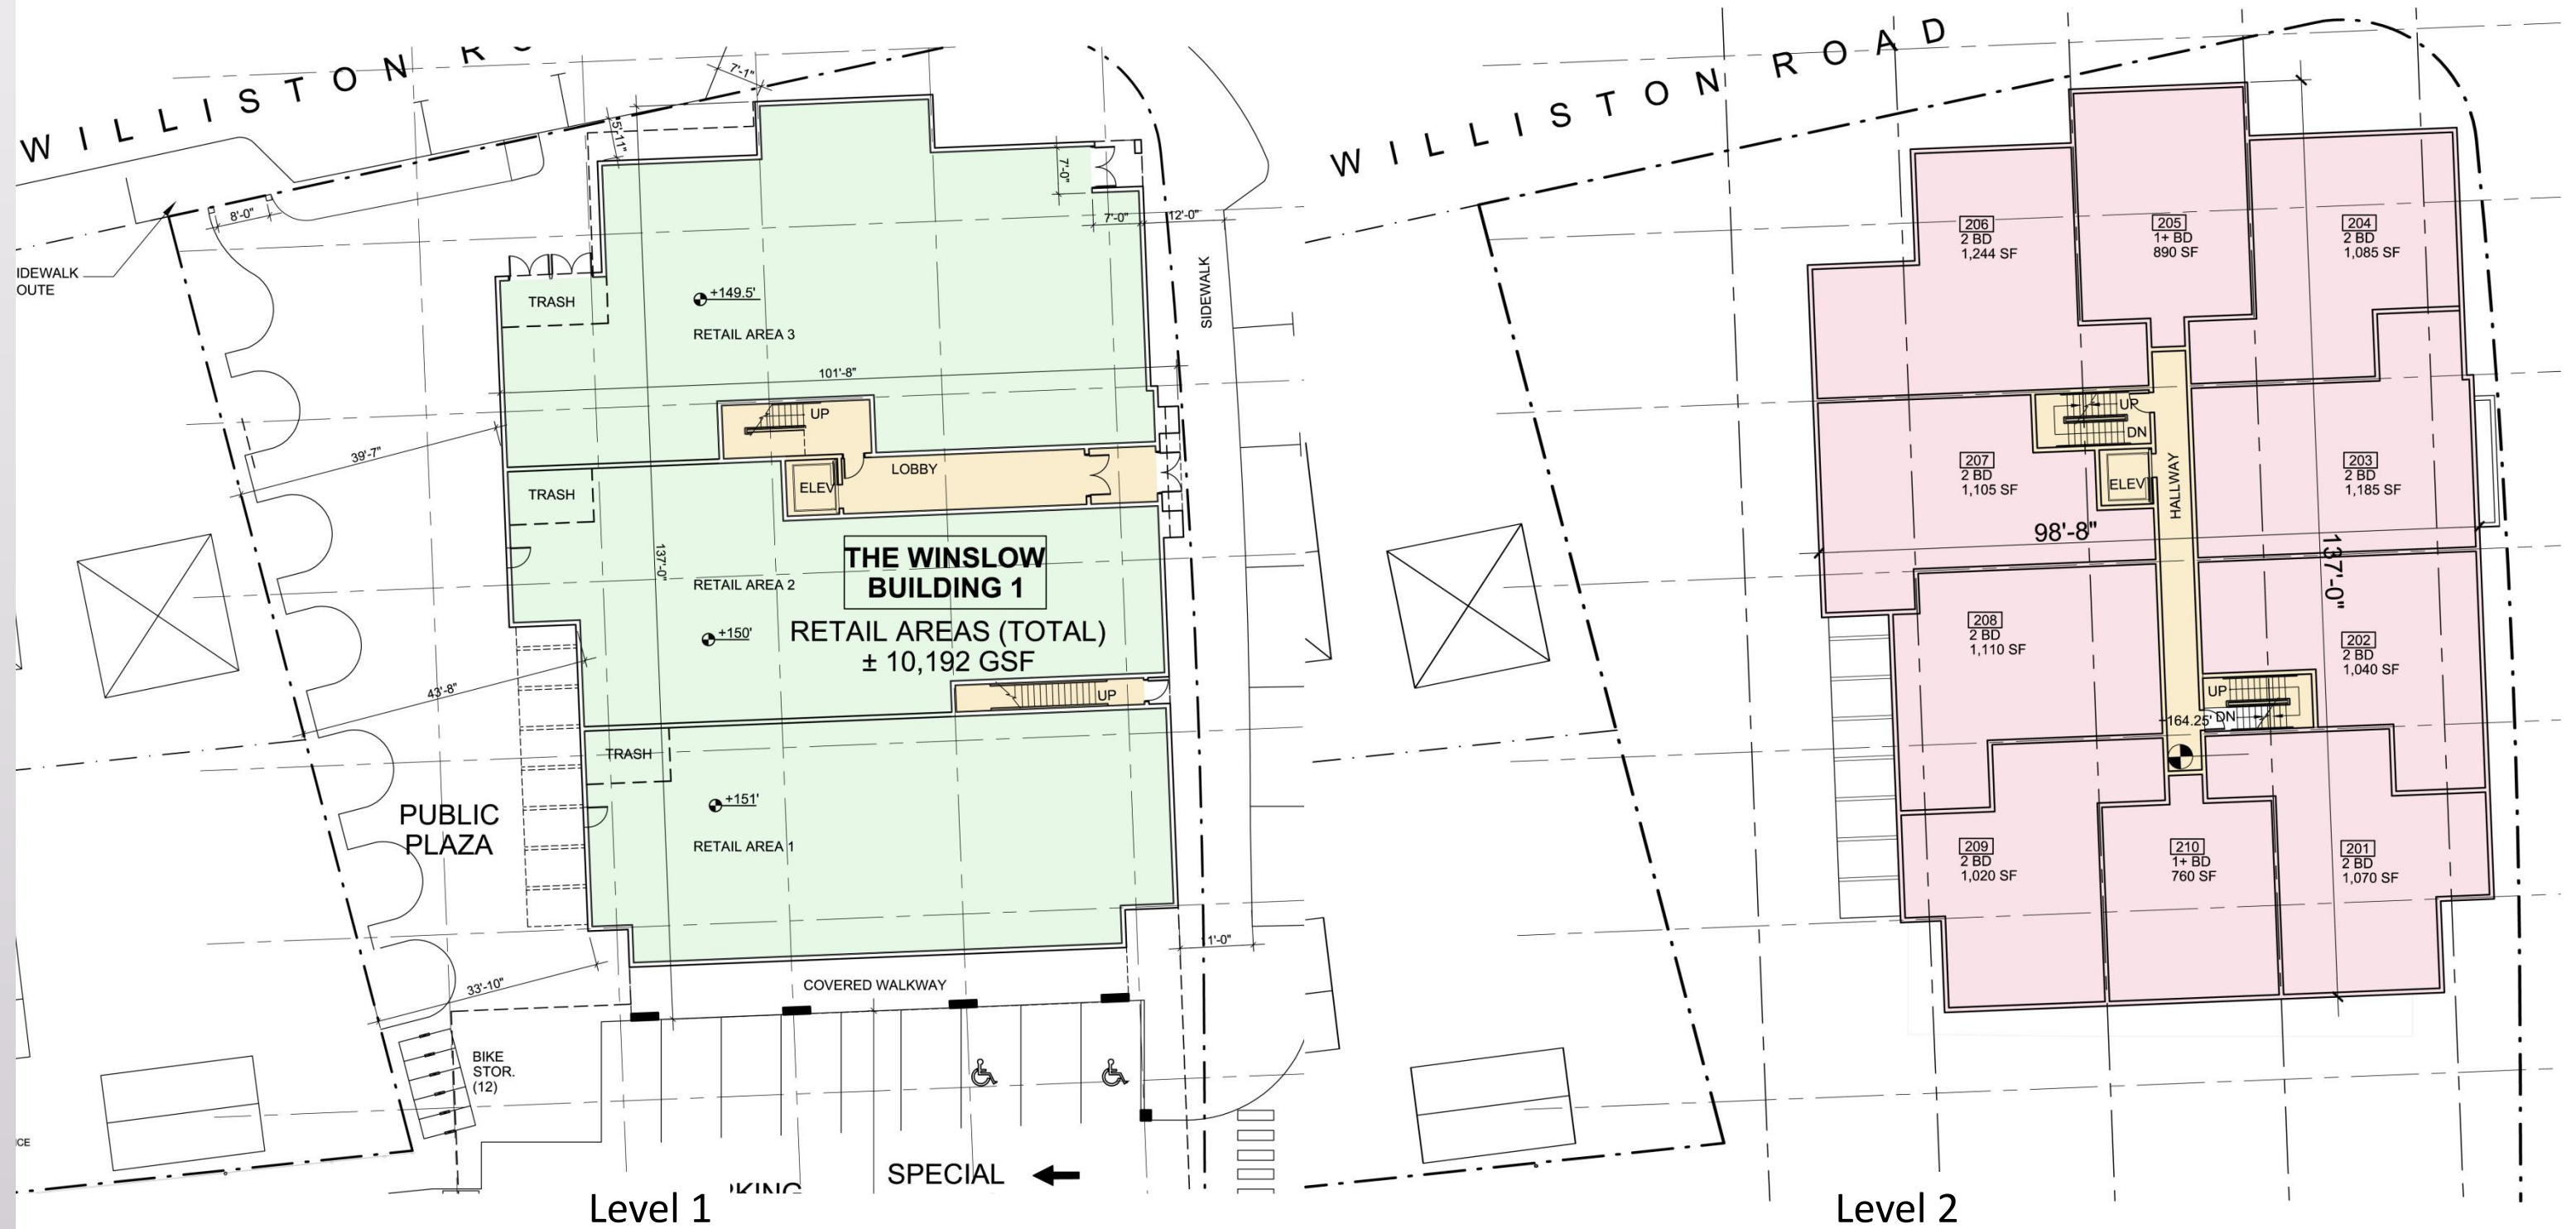 WILLISTON R
7'-1"
5'-11"
7'-0"
7'-0"
12'-0"
8'-0"
IDEWALK
OUTE
TRASH
+149.5'
RETAIL AREA 3
SIDEWALK
101'-8"
UP
39'-7"
LOBBY
ELEV
TRASH
137'-0"
THE WINSLOW
BUILDING 1
RETAIL AREA 2
RETAIL AREAS (TOTAL)
± 10,192 GSF
+150'
43'-8"
UP
TRASH
+151'
PUBLIC
PLAZA
RETAIL AREA 1
1'-0"
33'-10"
COVERED WALKWAY
BIKE
STOR.
(12)
CE
SPECIAL
RKING
Level 1
WILLISTON ROAD
206
2 BD
1,244 SF
205
1+ BD
890 SF
204
2 BD
1,085 SF
UP
DN
207
2 BD
1,105 SF
ELEV
HALLWAY
203
2 BD
1,185 SF
98'-8"
137'-0"
208
2 BD
1,110 SF
202
2 BD
1,040 SF
UP
+164.25'
DN
209
2 BD
1,020 SF
210
1+ BD
760 SF
201
2 BD
1,070 SF
Level 2